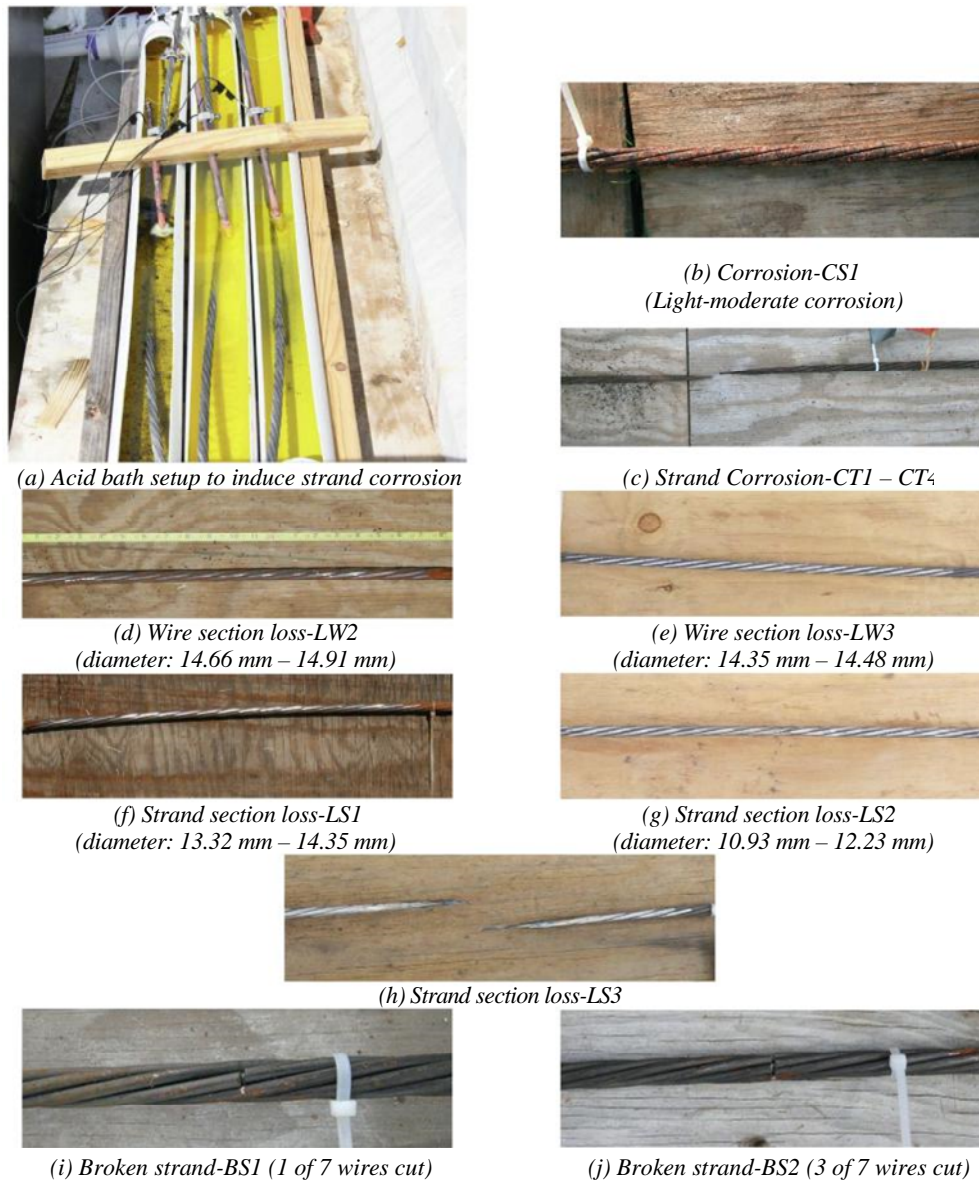 (a) Acid bath setup to induce strand corrosion
(b) Corrosion-CS1
(Light-moderate corrosion)
(c) Strand Corrosion-CT1 – CT4
(d) Wire section loss-LW2
(diameter: 14.66 mm – 14.91 mm)
(e) Wire section loss-LW3
(diameter: 14.35 mm – 14.48 mm)
(f) Strand section loss-LS1
(diameter: 13.32 mm – 14.35 mm)
(g) Strand section loss-LS2
(diameter: 10.93 mm – 12.23 mm)
(h) Strand section loss-LS3
(i) Broken strand-BS1 (1 of 7 wires cut)
(j) Broken strand-BS2 (3 of 7 wires cut)